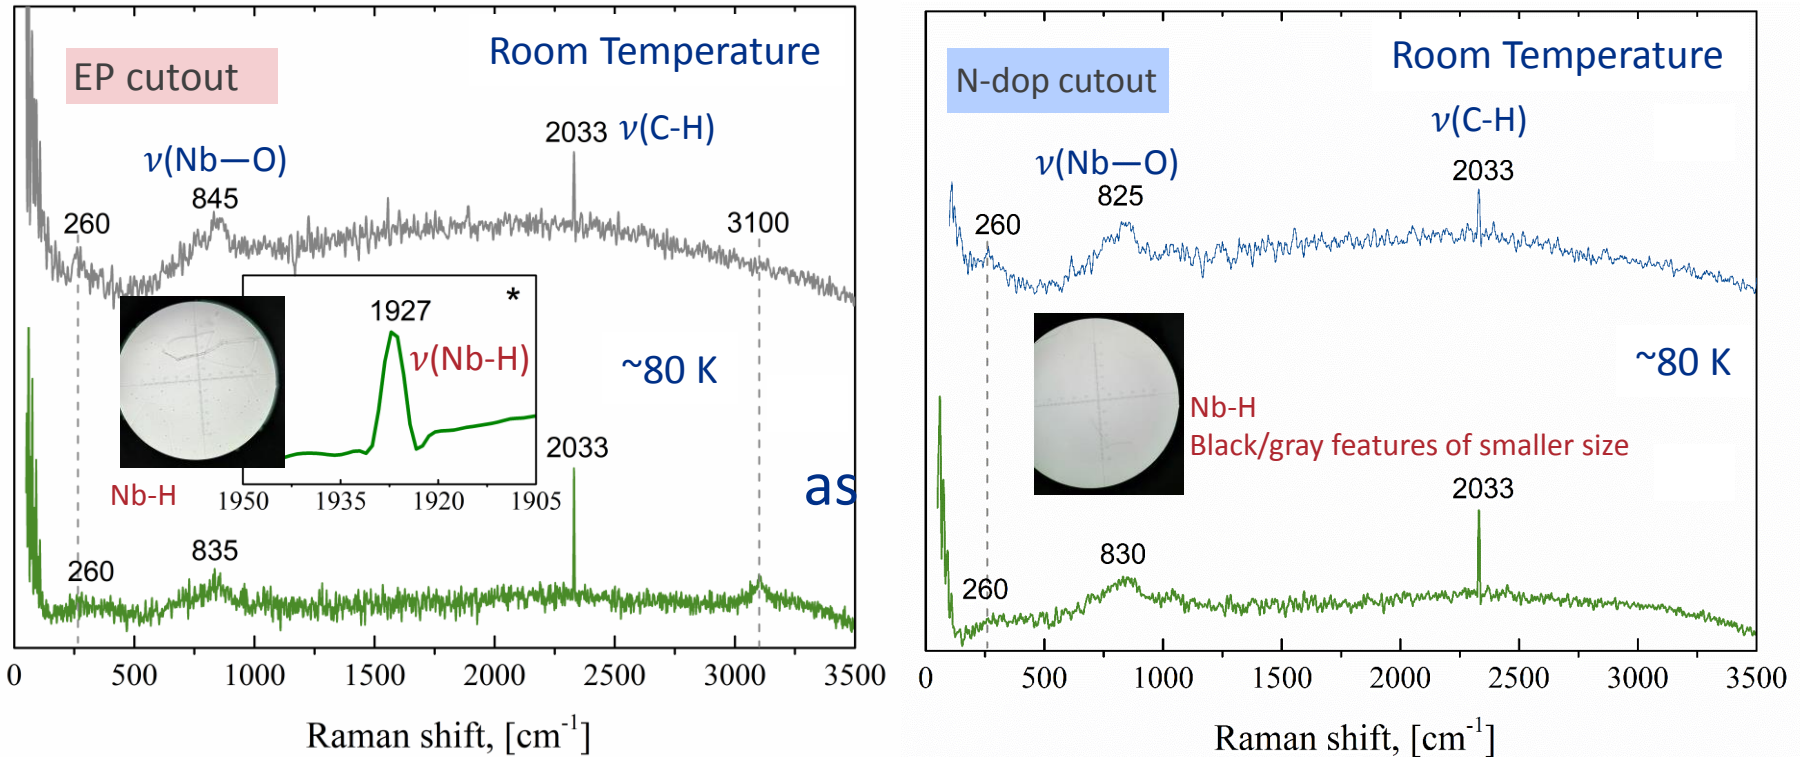 EP cutout
Room Temperature
ν(Nb—O)
845
260
2033 ν(C-H)
3100
*
1927
ν(Nb-H)
~80 K
Nb-H
1950 1935 1920 1905
2033
as
260
835
0 500 1000 1500 2000 2500 3000 3500
Raman shift, [cm⁻¹]
N-dop cutout
Room Temperature
ν(Nb—O)
825
260
ν(C-H)
2033
~80 K
Nb-H
Black/gray features of smaller size
2033
260
830
0 500 1000 1500 2000 2500 3000 3500
Raman shift, [cm⁻¹]